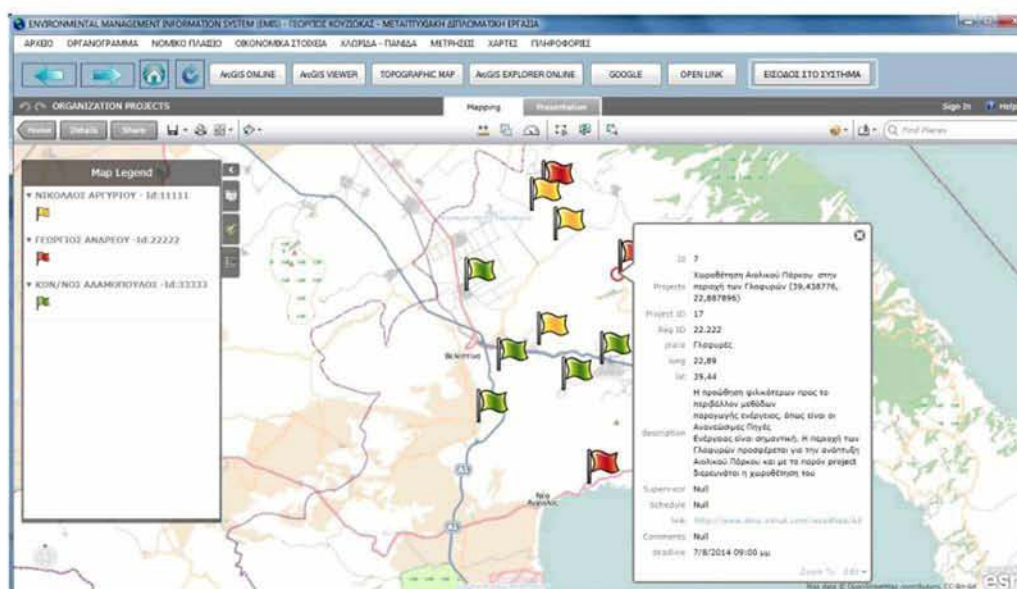 ENVIRONMENTAL MANAGEMENT INFORMATION SYSTEM (EMIS) - ΓΕΩΡΓΙΟΣ ΚΟΥΖΙΟΚΑΣ - ΜΕΤΑΠΤΥΧΙΑΚΗ ΔΙΠΛΩΜΑΤΙΚΗ ΕΡΓΑΣΙΑ
ΑΡΧΕΙΟ ΟΡΓΑΝΟΓΡΑΜΜΑ ΝΟΜΙΚΟ ΠΛΑΙΣΙΟ ΟΙΚΟΝΟΜΙΚΑ ΣΤΟΙΧΕΙΑ ΧΛΩΡΙΔΑ - ΠΑΝΙΔΑ ΜΕΤΡΗΣΕΙΣ ΧΑΡΤΕΣ ΠΛΗΡΟΦΟΡΙΕΣ
ArcGIS ONLINE ArcGIS VIEWER TOPOGRAPHIC MAP ArcGIS EXPLORER ONLINE GOOGLE OPEN LINK ΕΙΣΟΔΟΣ ΣΤΟ ΣΥΣΤΗΜΑ
ORGANIZATION PROJECTS Mapping Presentation Sign In Help
Home Details Share Find Places
Map Legend
ΝΙΚΟΛΑΟΣ ΑΡΓΥΡΙΟΥ - Id:11111
ΓΕΩΡΓΙΟΣ ΑΝΔΡΕΟΥ -Id:22222
ΚΩΝ/ΝΟΣ ΑΔΑΜΟΠΟΥΛΟΣ -Id:33333
Βελεστίνο
Νέα
Αγχίαλος
Id 7
Projects Χωροθέτηση Αιολικού Πάρκου στην
περιοχή των Γλαφυρών (39,438776,
22,887896)
Project ID 17
Reg ID 22.222
place Γλαφυρές
long 22,89
lat 39,44
description Η προώθηση φιλικότερων προς το
περιβάλλον μεθόδων
παραγωγής ενέργειας, όπως είναι οι
Ανανεώσιμες Πηγές
Ενέργειας είναι σημαντική. Η περιοχή των
Γλαφυρών προσφέρεται για την ανάπτυξη
Αιολικού Πάρκου και με το παρόν project
διερευνάται η χωροθέτηση του
Supervisor Null
Schedule Null
link
Comments Null
deadline 7/8/2014 09:00 μμ
Zoom To Edit
esri